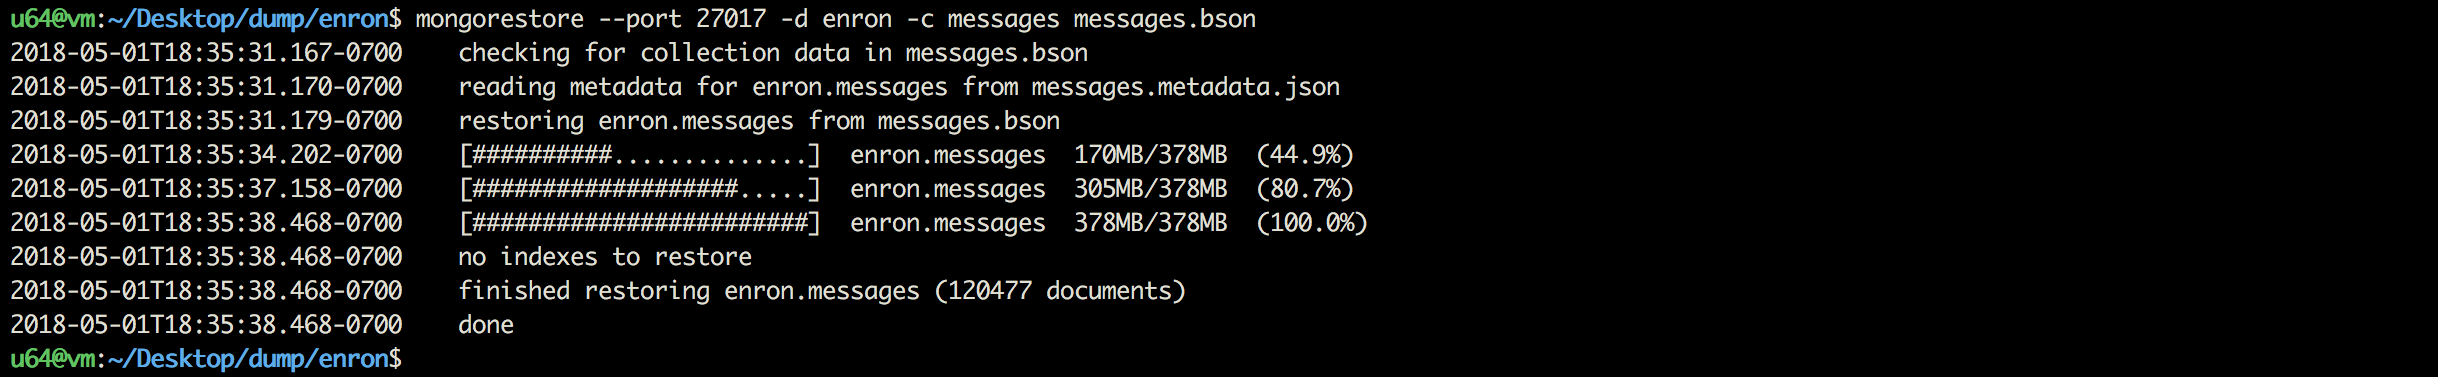 u64@vm:~/Desktop/dump/enron$ mongorestore --port 27017 -d enron -c messages messages.bson
2018-05-01T18:35:31.167-0700    checking for collection data in messages.bson
2018-05-01T18:35:31.170-0700    reading metadata for enron.messages from messages.metadata.json
2018-05-01T18:35:31.179-0700    restoring enron.messages from messages.bson
2018-05-01T18:35:34.202-0700    [##########..............]  enron.messages  170MB/378MB  (44.9%)
2018-05-01T18:35:37.158-0700    [###################.....]  enron.messages  305MB/378MB  (80.7%)
2018-05-01T18:35:38.468-0700    [########################]  enron.messages  378MB/378MB  (100.0%)
2018-05-01T18:35:38.468-0700    no indexes to restore
2018-05-01T18:35:38.468-0700    finished restoring enron.messages (120477 documents)
2018-05-01T18:35:38.468-0700    done
u64@vm:~/Desktop/dump/enron$